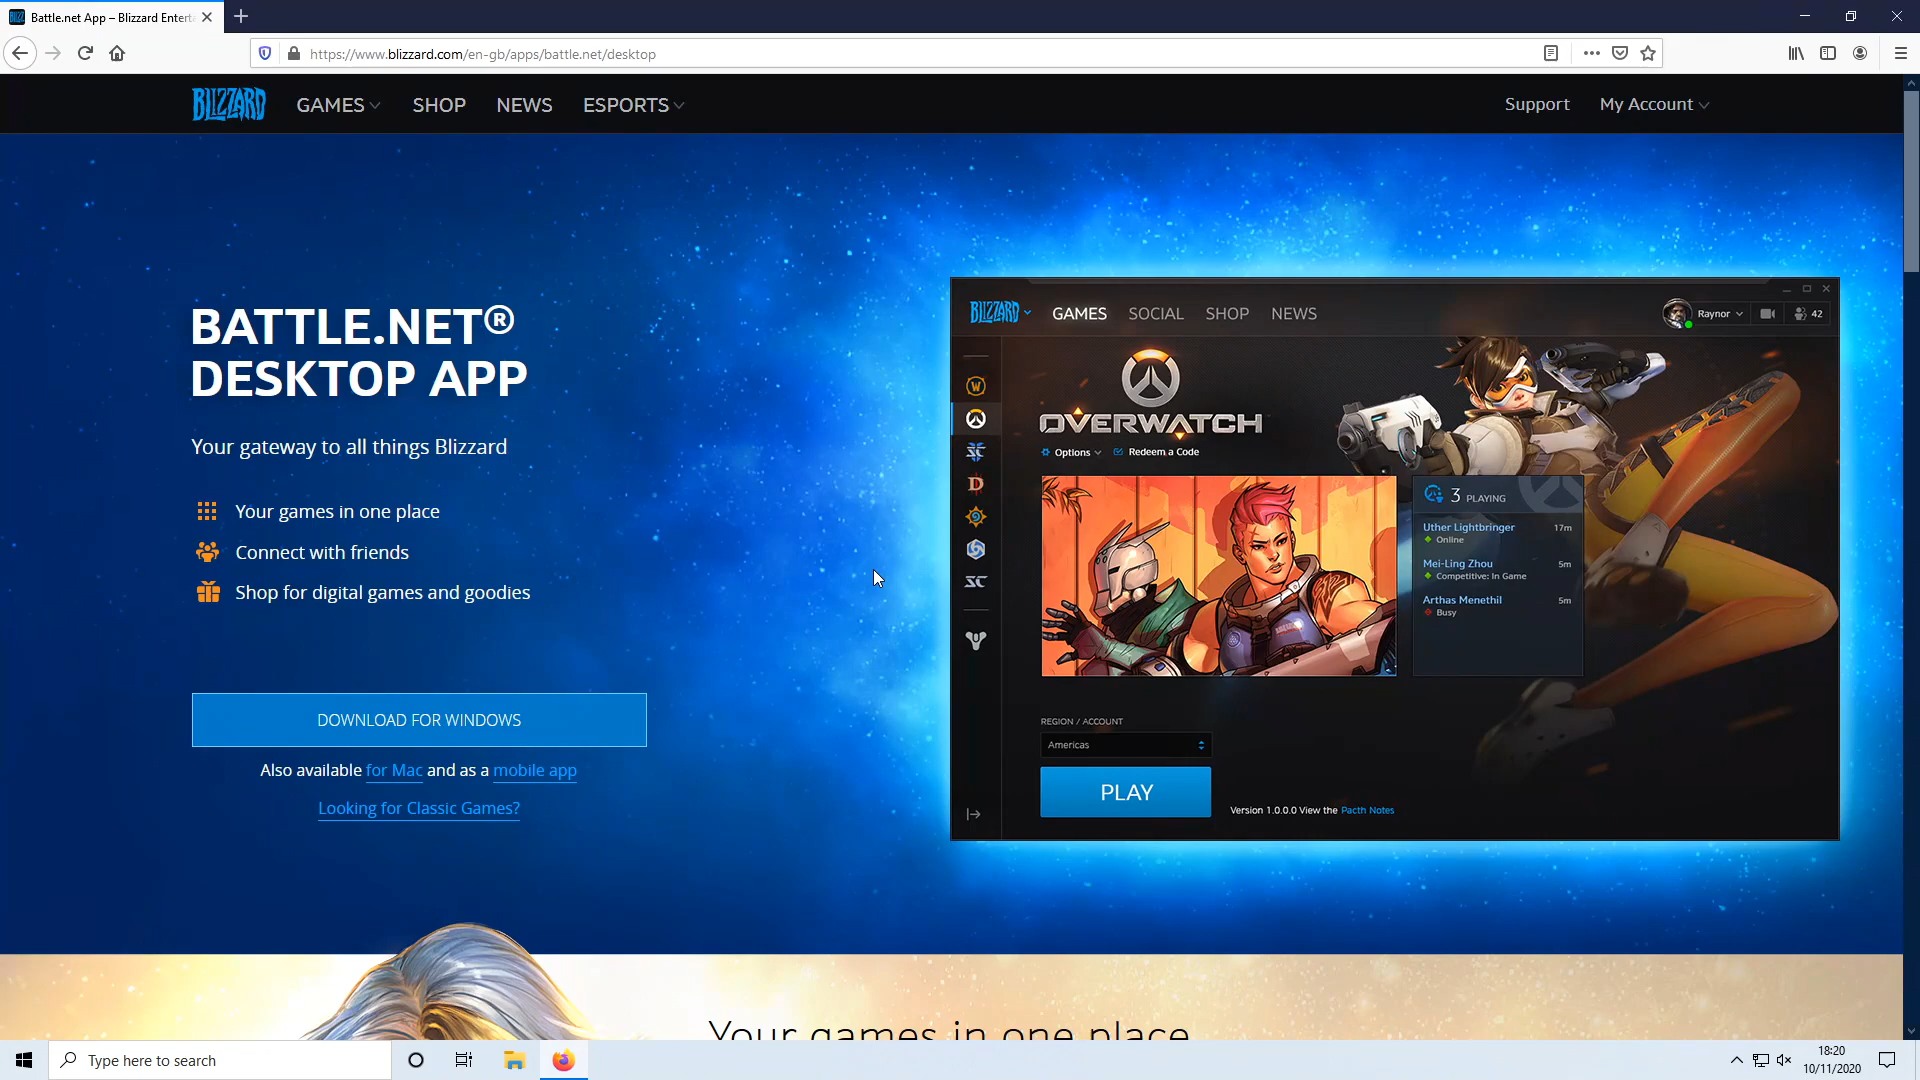 Battle.net App – Blizzard Enterta
https://www.blizzard.com/en-gb/apps/battle.net/desktop
BLIZZARD GAMES SHOP NEWS ESPORTS Support My Account
BATTLE.NET®
DESKTOP APP
Your gateway to all things Blizzard
Your games in one place
Connect with friends
Shop for digital games and goodies
DOWNLOAD FOR WINDOWS
Also available for Mac and as a mobile app
Looking for Classic Games?
BLIZZARD GAMES SOCIAL SHOP NEWS Raynor 42
OVERWATCH
Options Redeem a Code
3 PLAYING
Uther Lightbringer 17m
Online
Mei-Ling Zhou 5m
Competitive: In Game
Arthas Menethil 5m
Busy
REGION / ACCOUNT
Americas
PLAY
Version 1.0.0.0 View the Pacth Notes
Your games in one place
Type here to search
18:20
10/11/2020